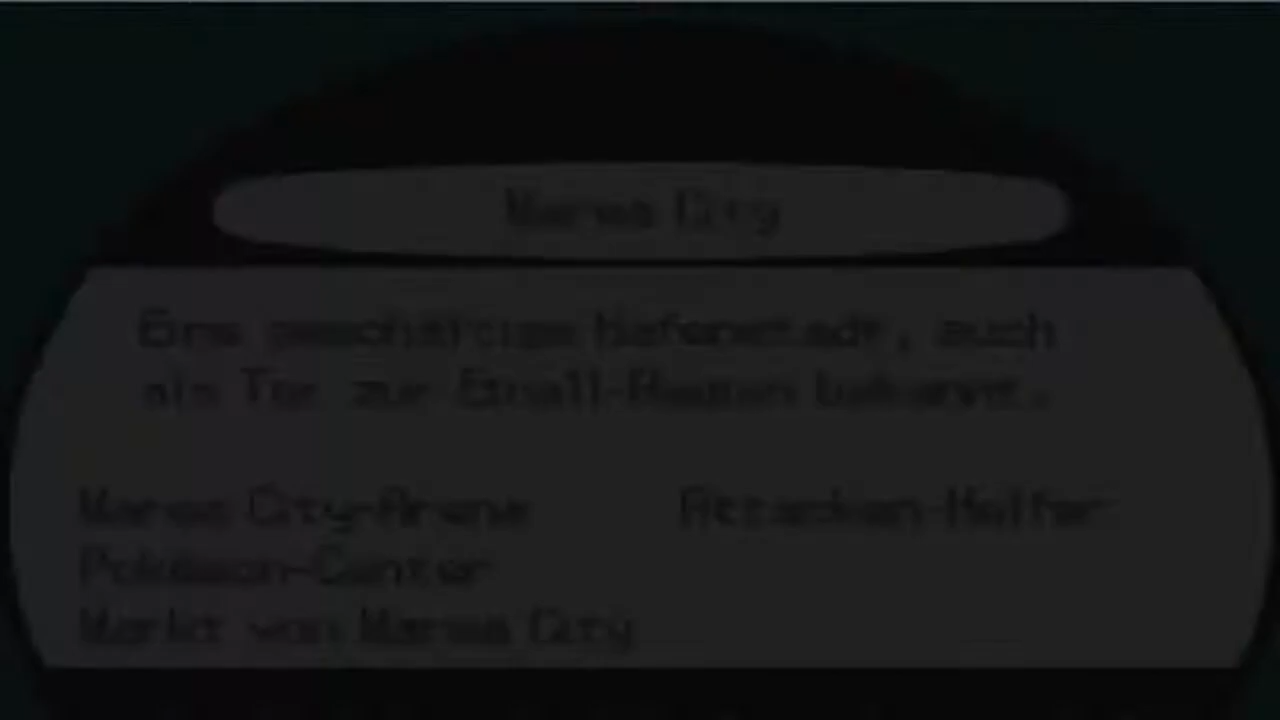 Marea City
Eine geschäftige Hafenstadt, auch
als Tor zur Einall-Region bekannt.
Marea City-Arena
Attacken-Helfer
Pokémon-Center
Markt von Marea City